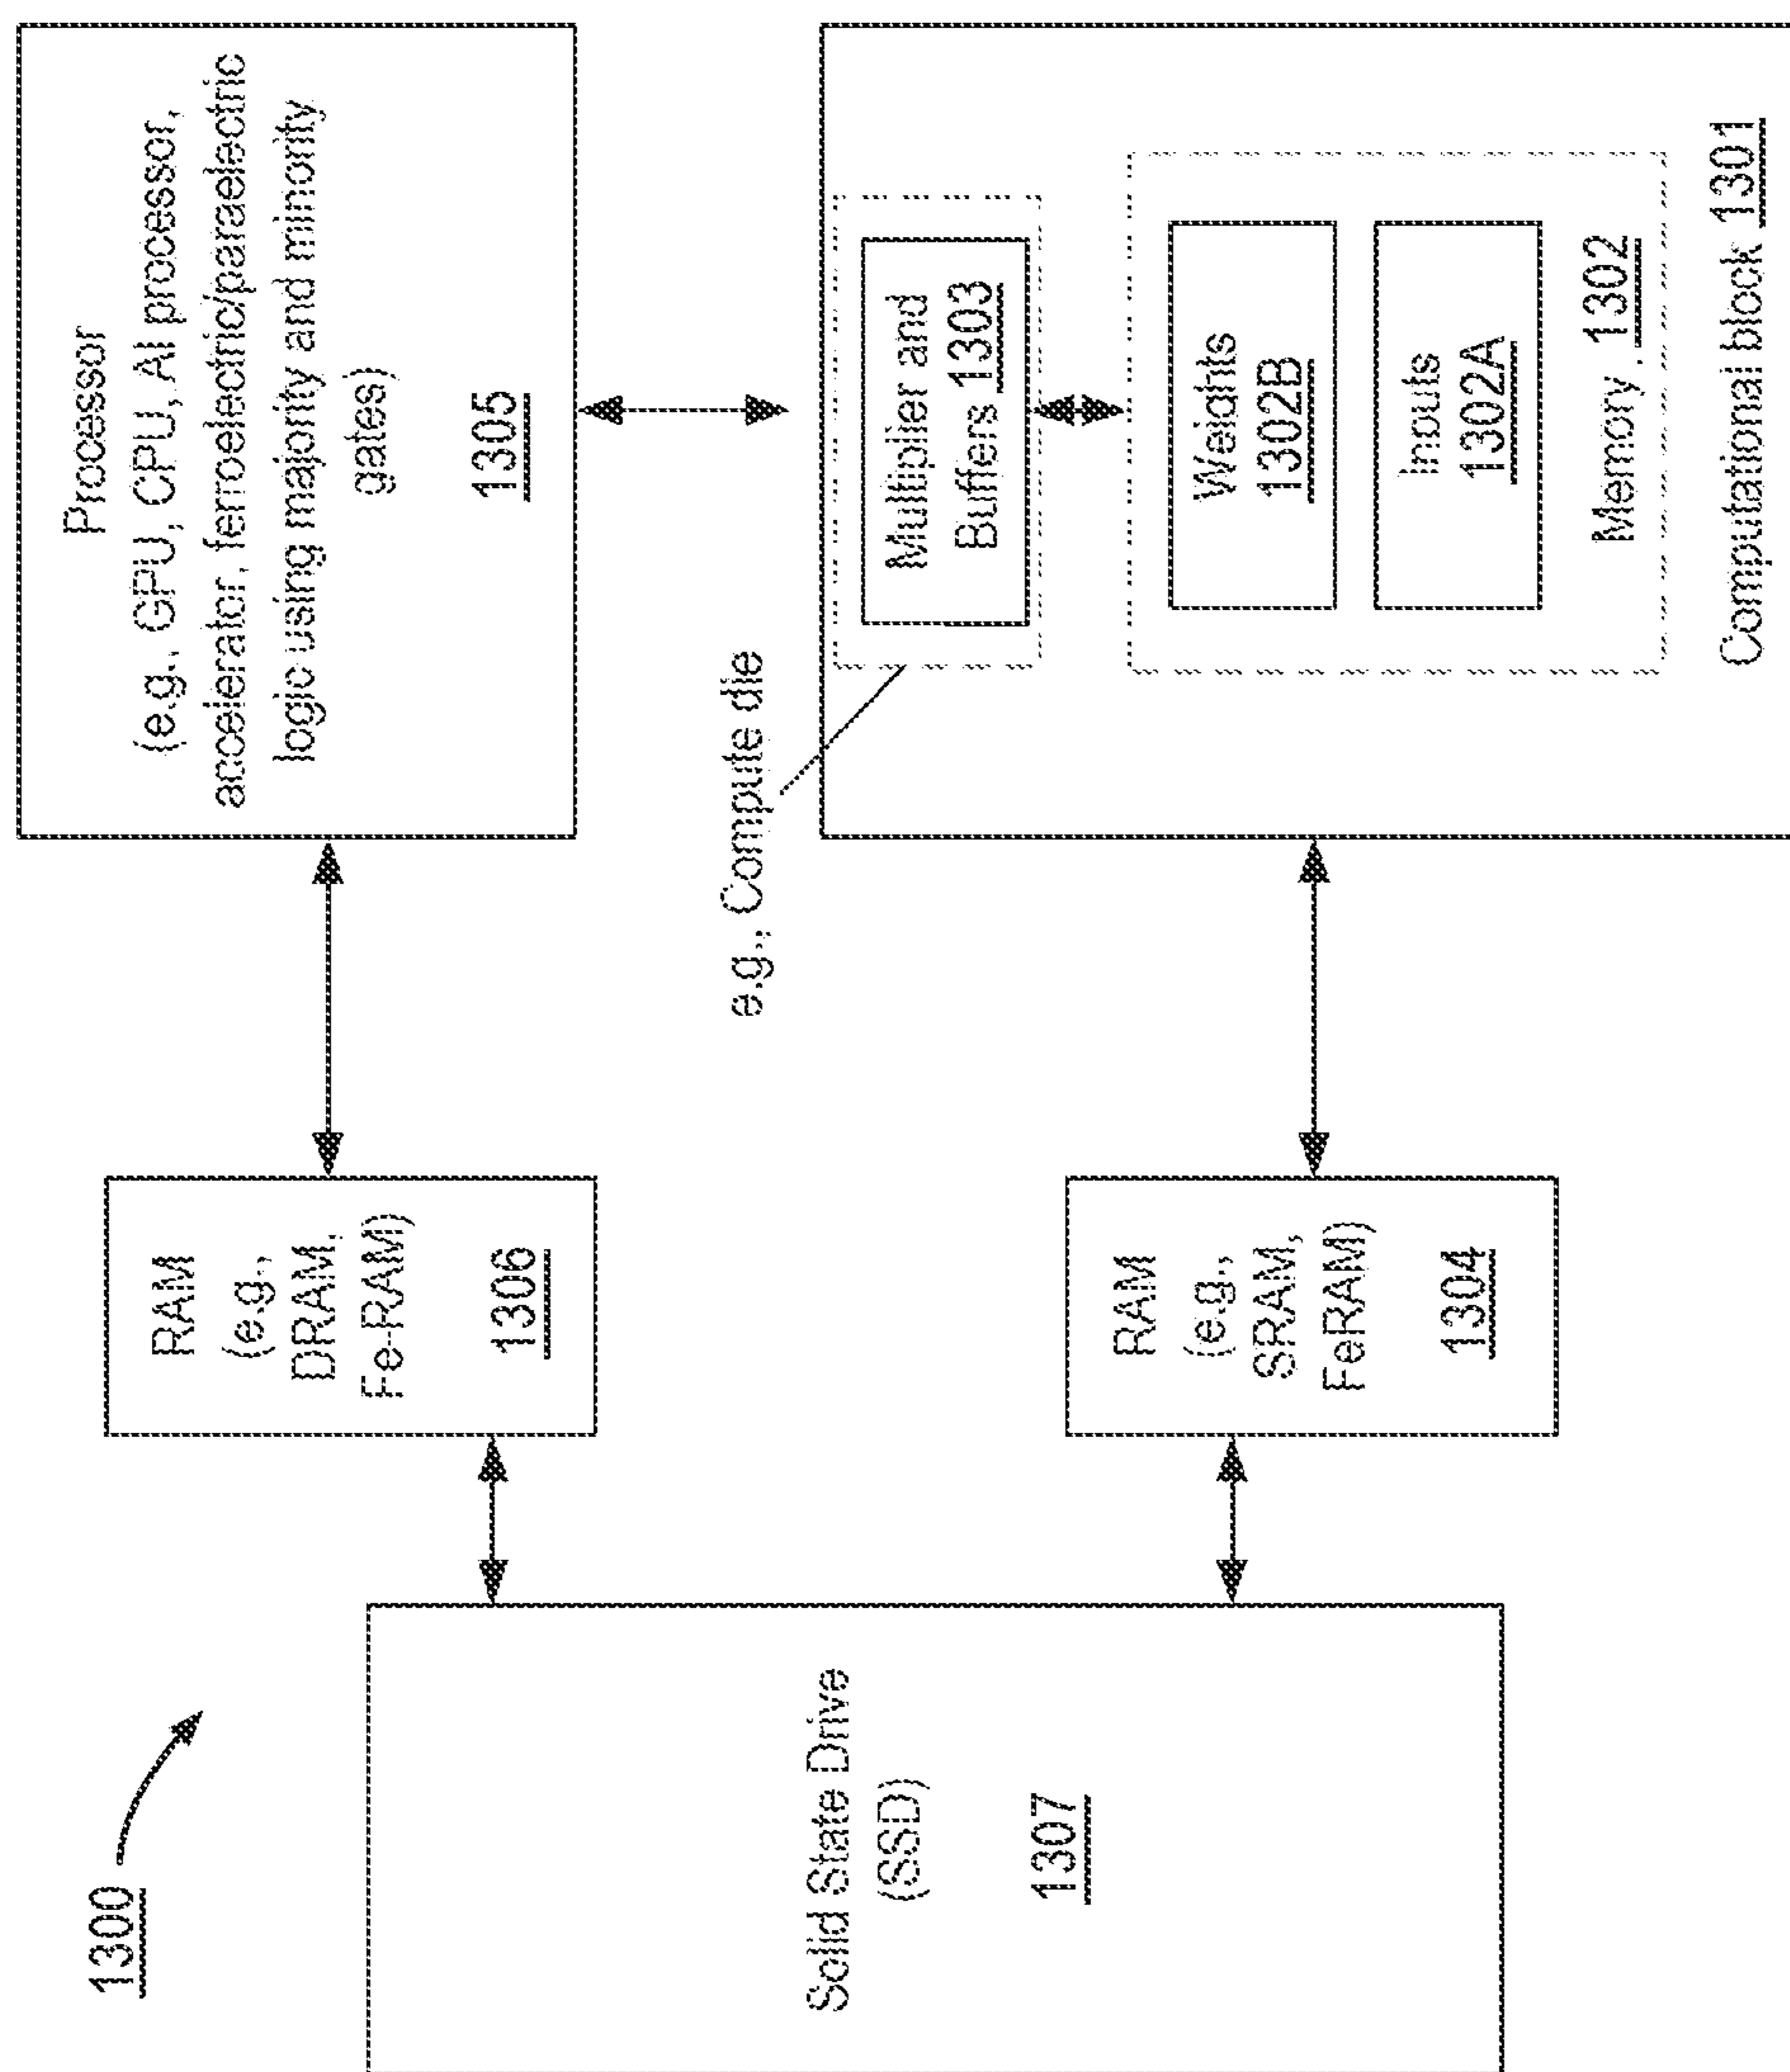 1300
Solid State Drive
(SSD)
1307
RAM
(e.g.,
DRAM,
Fe-RAM)
1306
RAM
(e.g.,
SRAM,
FeRAM)
1304
Processor
(e.g., GPU, CPU, AI processor,
accelerator, ferroelectric/paraelectric
logic using majority and minority
gates)
1305
e.g., Compute die
Multiplier and
Buffers 1303
Weights
1302B
Inputs
1302A
Memory, 1302
Computational block 1301